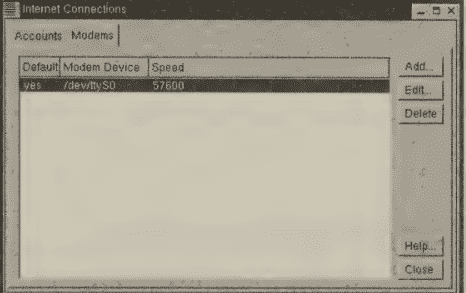 Internet Connections
Accounts Modems
Default Modem Device Speed
yes /dev/ttyS0 57600
Add...
Edit...
Delete
Help...
Close